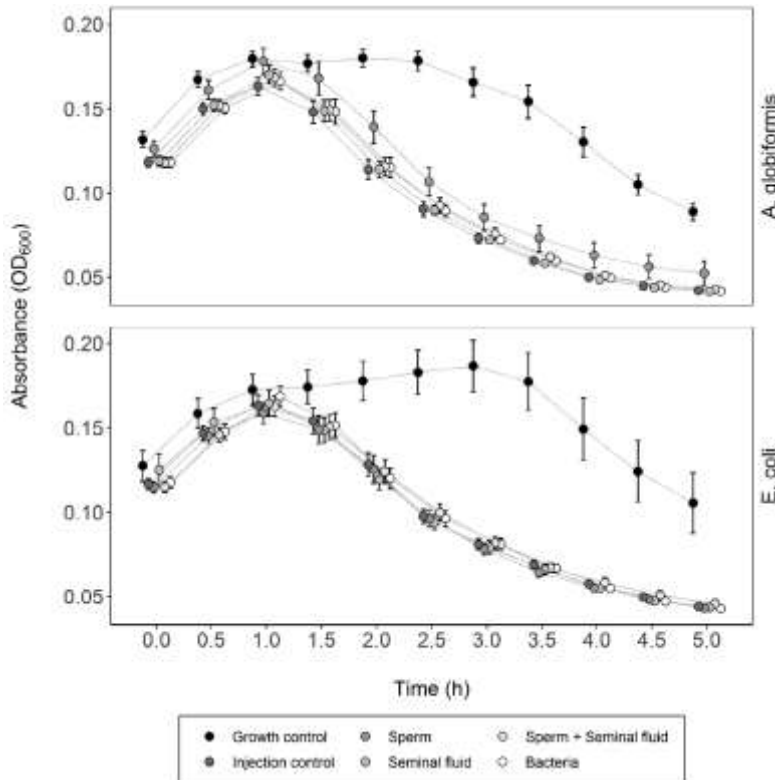 0.20
0.15
0.10
0.05
A. globiformis
Absorbance (OD600)
0.20
0.15
0.10
0.05
E. coli
0.0 0.5 1.0 1.5 2.0 2.5 3.0 3.5 4.0 4.5 5.0
Time (h)
Growth control Sperm Sperm + Seminal fluid
Injection control Seminal fluid Bacteria